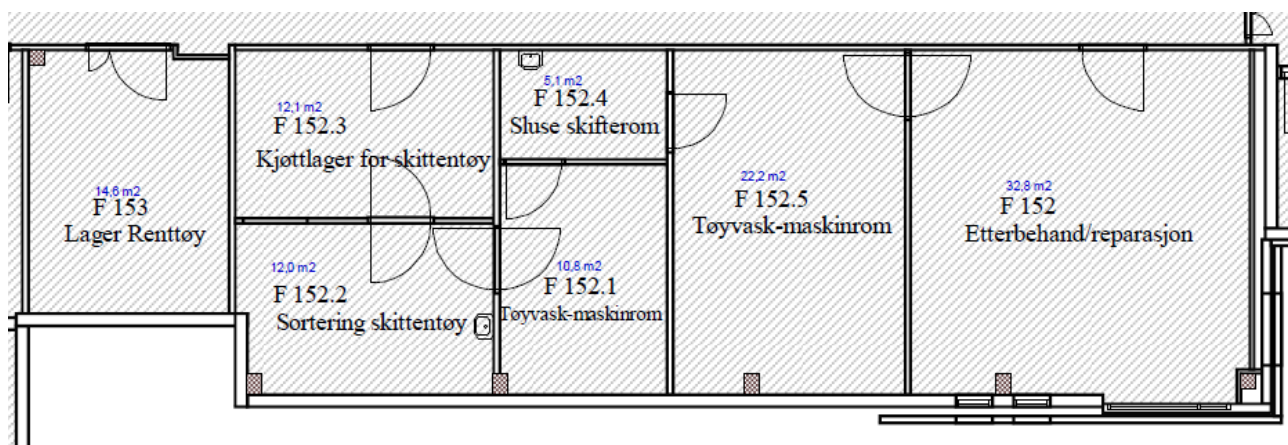 14,6 m2
F 153
Lager Renttøy
12,1 m2
F 152.3
Kjøttlager for skittentøy
12,0 m2
F 152.2
Sortering skittentøy
5,1 m2
F 152.4
Sluse skifterom
10,8 m2
F 152.1
Tøyvask-maskinrom
22,2 m2
F 152.5
Tøyvask-maskinrom
32,8 m2
F 152
Etterbehand/reparasjon